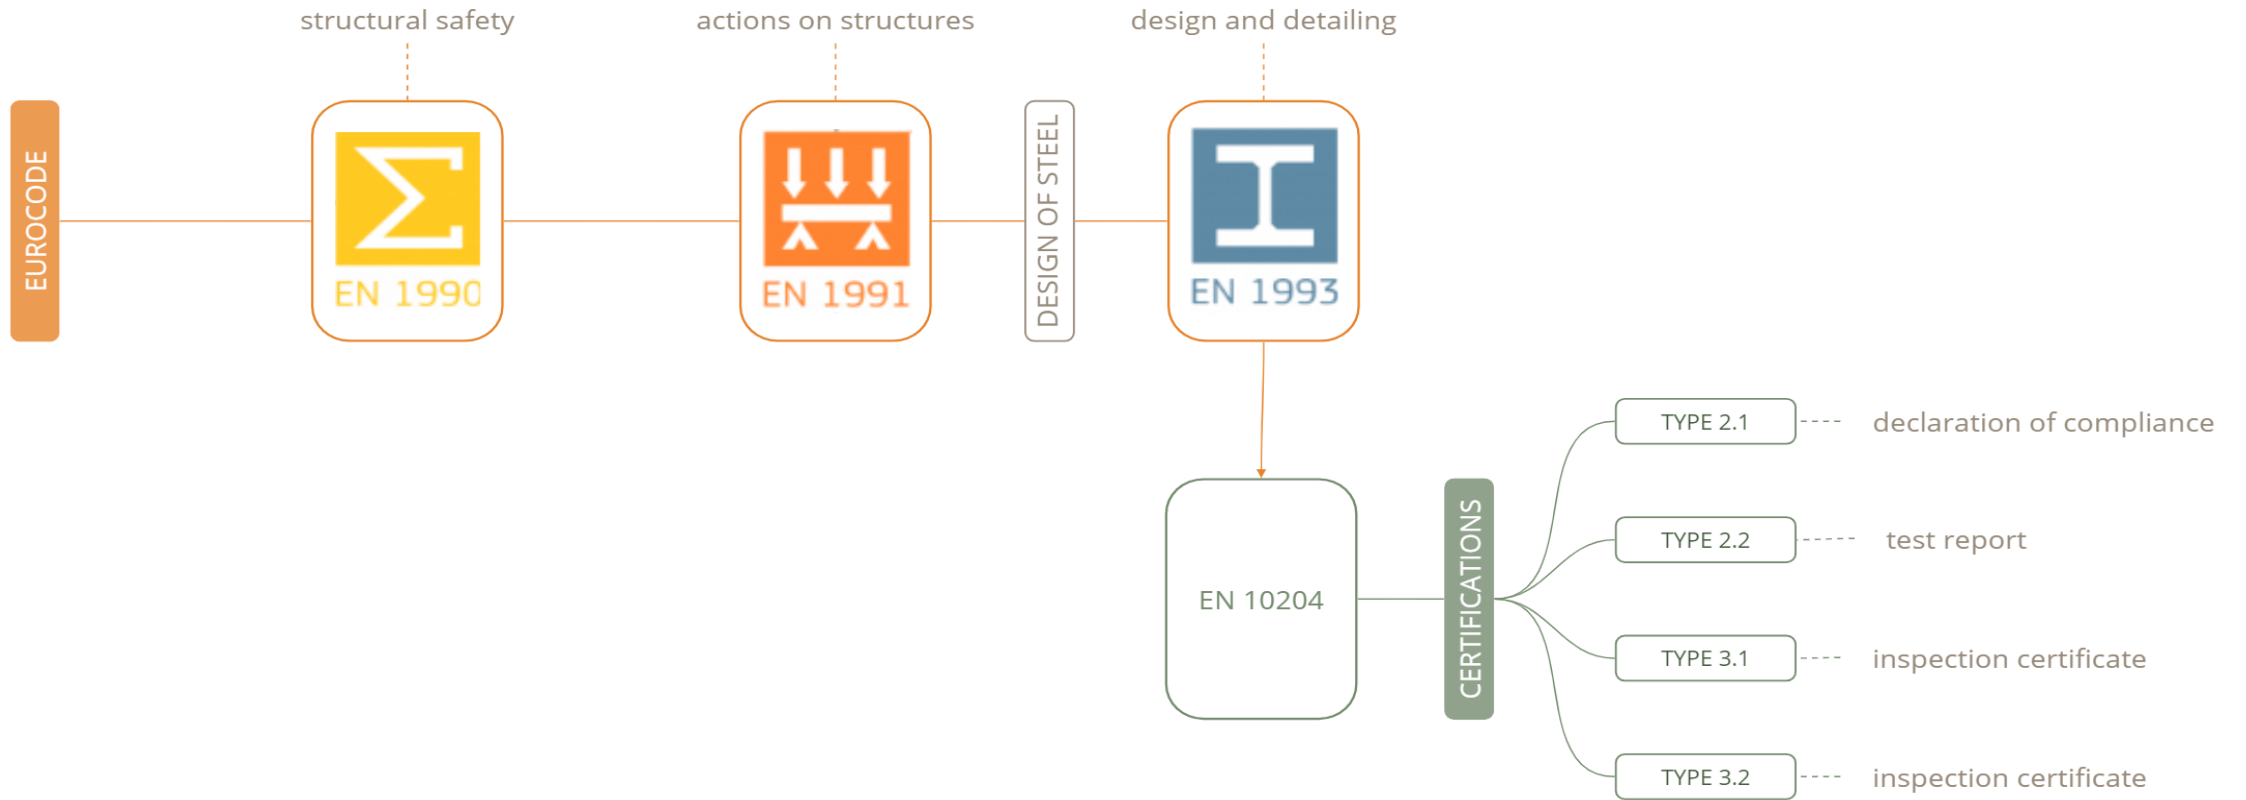 structural safety
actions on structures
design and detailing
EUROCODE
EN 1990
EN 1991
DESIGN OF STEEL
EN 1993
EN 10204
CERTIFICATIONS
TYPE 2.1
declaration of compliance
TYPE 2.2
test report
TYPE 3.1
inspection certificate
TYPE 3.2
inspection certificate